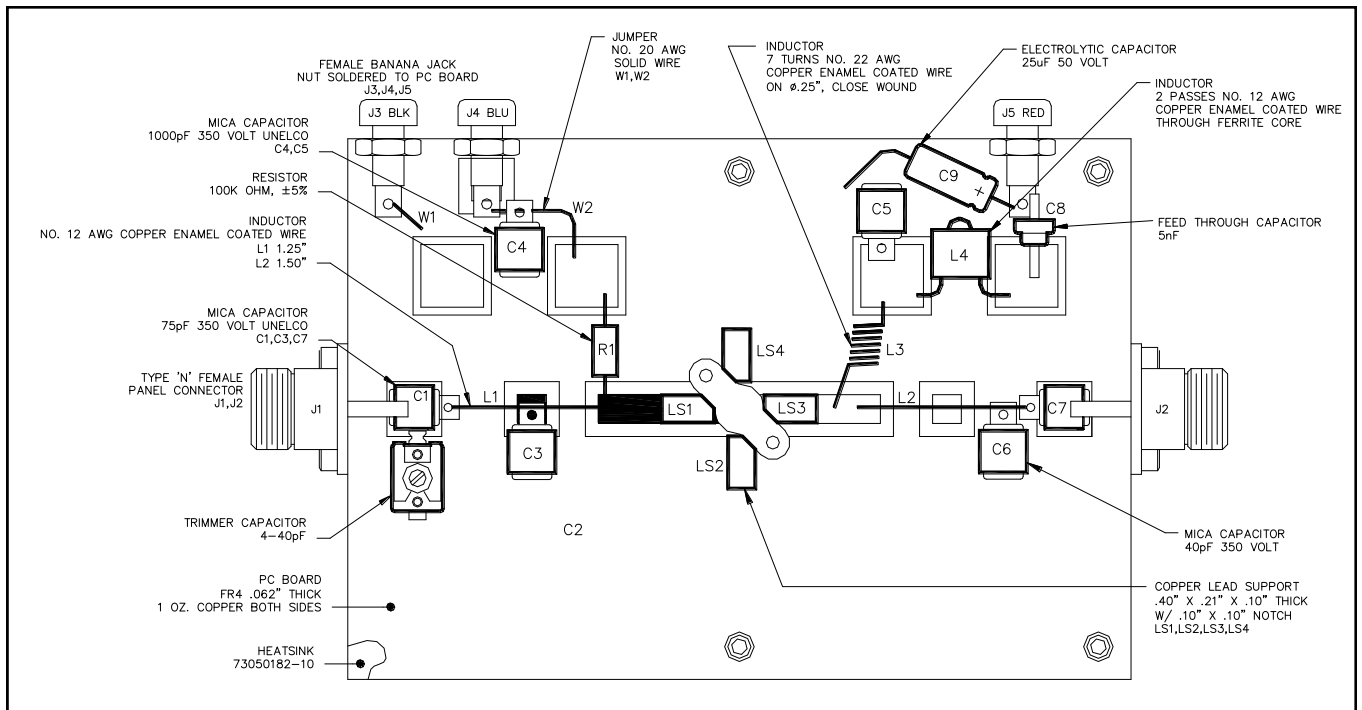 JUMPER
NO. 20 AWG
SOLID WIRE
W1,W2
INDUCTOR
7 TURNS NO. 22 AWG
COPPER ENAMEL COATED WIRE
ON ø.25", CLOSE WOUND
ELECTROLYTIC CAPACITOR
25uF 50 VOLT
FEMALE BANANA JACK
NUT SOLDERED TO PC BOARD
J3,J4,J5
INDUCTOR
2 PASSES NO. 12 AWG
COPPER ENAMEL COATED WIRE
THROUGH FERRITE CORE
J3 BLK
J4 BLU
J5 RED
MICA CAPACITOR
1000pF 350 VOLT UNELCO
C4,C5
RESISTOR
100K OHM, ±5%
C9
+
W1
W2
C5
C8
FEED THROUGH CAPACITOR
5nF
INDUCTOR
NO. 12 AWG COPPER ENAMEL COATED WIRE
L1 1.25"
L2 1.50"
C4
L4
MICA CAPACITOR
75pF 350 VOLT UNELCO
C1,C3,C7
R1
LS4
L3
TYPE 'N' FEMALE
PANEL CONNECTOR
J1,J2
J1
C1
L1
LS1
LS3
L2
C7
J2
C3
LS2
C6
TRIMMER CAPACITOR
4-40pF
C2
MICA CAPACITOR
40pF 350 VOLT
PC BOARD
FR4 .062" THICK
1 OZ. COPPER BOTH SIDES
COPPER LEAD SUPPORT
.40" X .21" X .10" THICK
W/ .10" X .10" NOTCH
LS1,LS2,LS3,LS4
HEATSINK
73050182-10